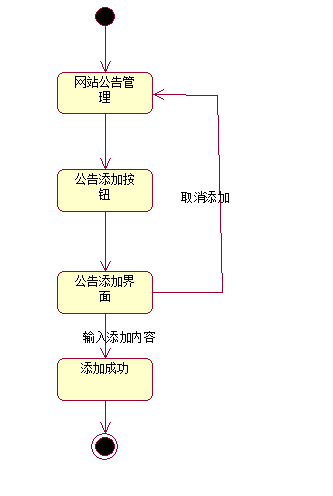 网站公告管
理
公告添加按
钮
取消添加
公告添加界
面
输入添加内容
添加成功